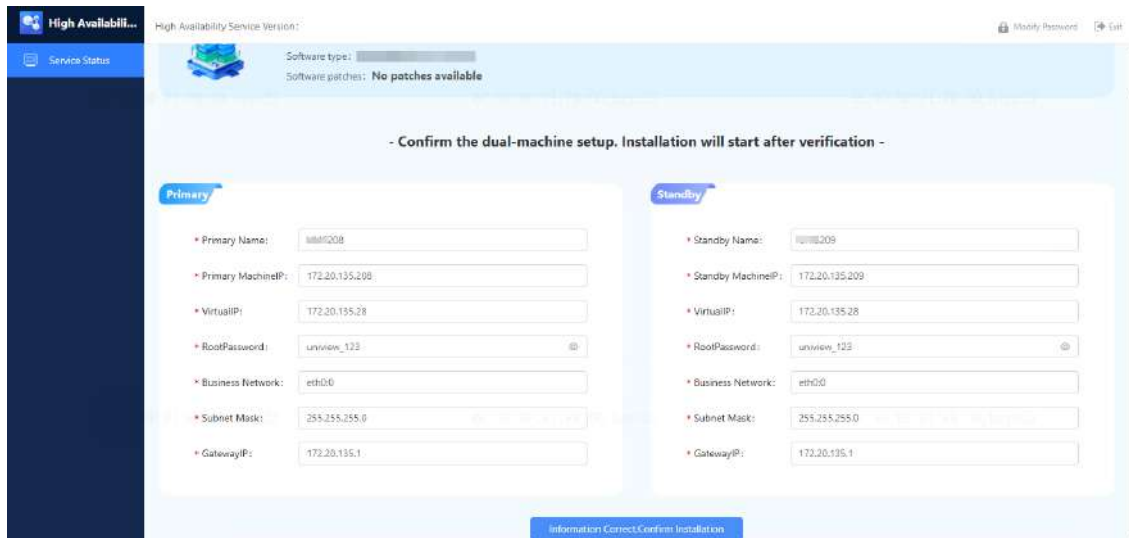 High Availabili...
High Availability Service Version:
Modify Password
Exit
Service Status
Software type:
Software patches: No patches available
- Confirm the dual-machine setup. Installation will start after verification -
Primary
Standby
* Primary Name: 208
* Standby Name: 209
* Primary MachineIP: 172.20.135.208
* Standby MachineIP: 172.20.135.209
* VirtualIP: 172.20.135.28
* VirtualIP: 172.20.135.28
* RootPassword: uniview_123
* RootPassword: uniview_123
* Business Network: eth0:0
* Business Network: eth0:0
* Subnet Mask: 255.255.255.0
* Subnet Mask: 255.255.255.0
* GatewayIP: 172.20.135.1
* GatewayIP: 172.20.135.1
Information Correct,Confirm Installation